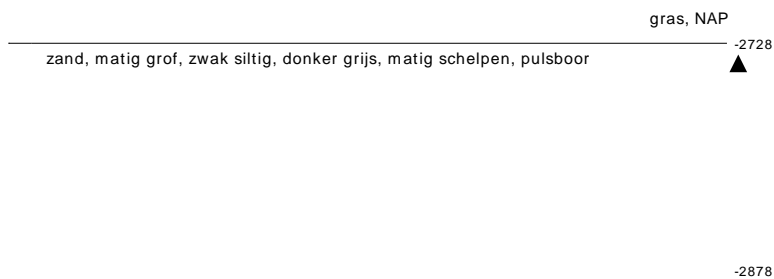 gras, NAP
-2728
zand, matig grof, zwak siltig, donker grijs, matig schelpen, pulsboor
-2878